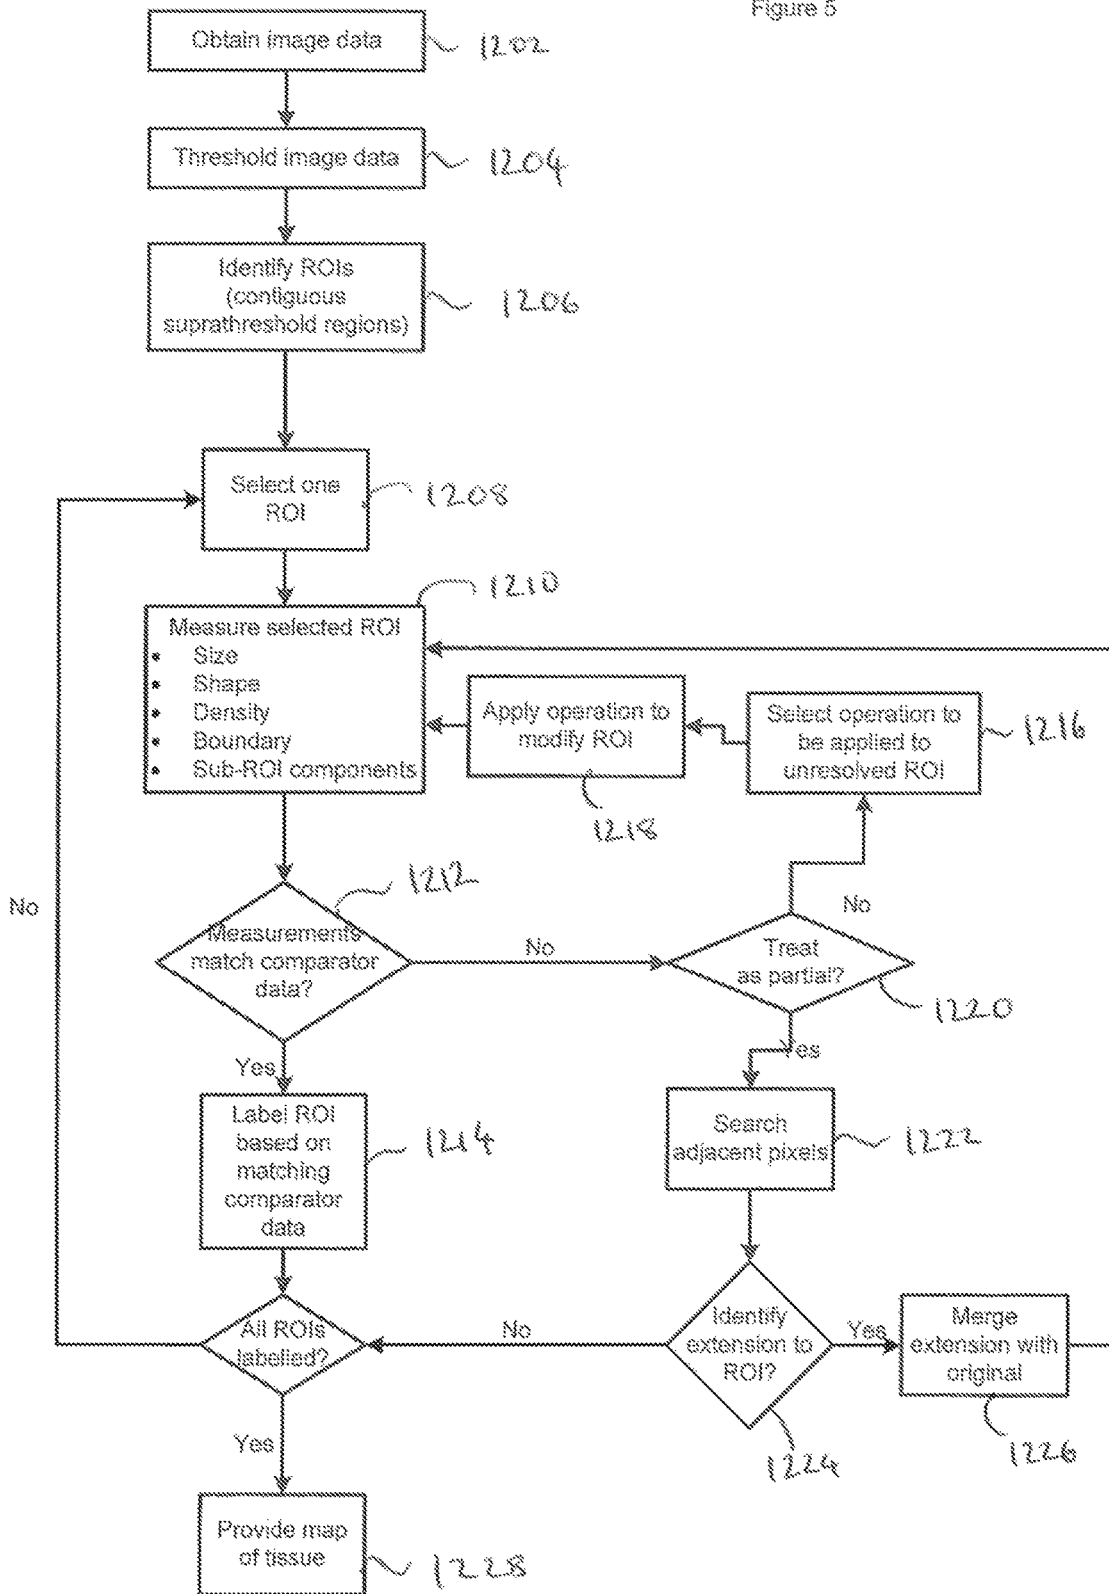 Figure 5
Obtain image data
1202
Threshold image data
1204
Identify ROIs
(contiguous
suprathreshold regions)
1206
Select one
ROI
1208
1210
Measure selected ROI
• Size
• Shape
• Density
• Boundary
• Sub-ROI components
Apply operation to
modify ROI
1218
Select operation to
be applied to
unresolved ROI
1216
1212
Measurements
match comparator
data?
No
No
Treat
as partial?
No
1220
Yes
Yes
Label ROI
based on
matching
comparator
data
1214
Search
adjacent pixels
1222
All ROIs
labelled?
No
Identify
extension to
ROI?
Yes
1224
Merge
extension with
original
1226
Yes
Provide map
of tissue
1228